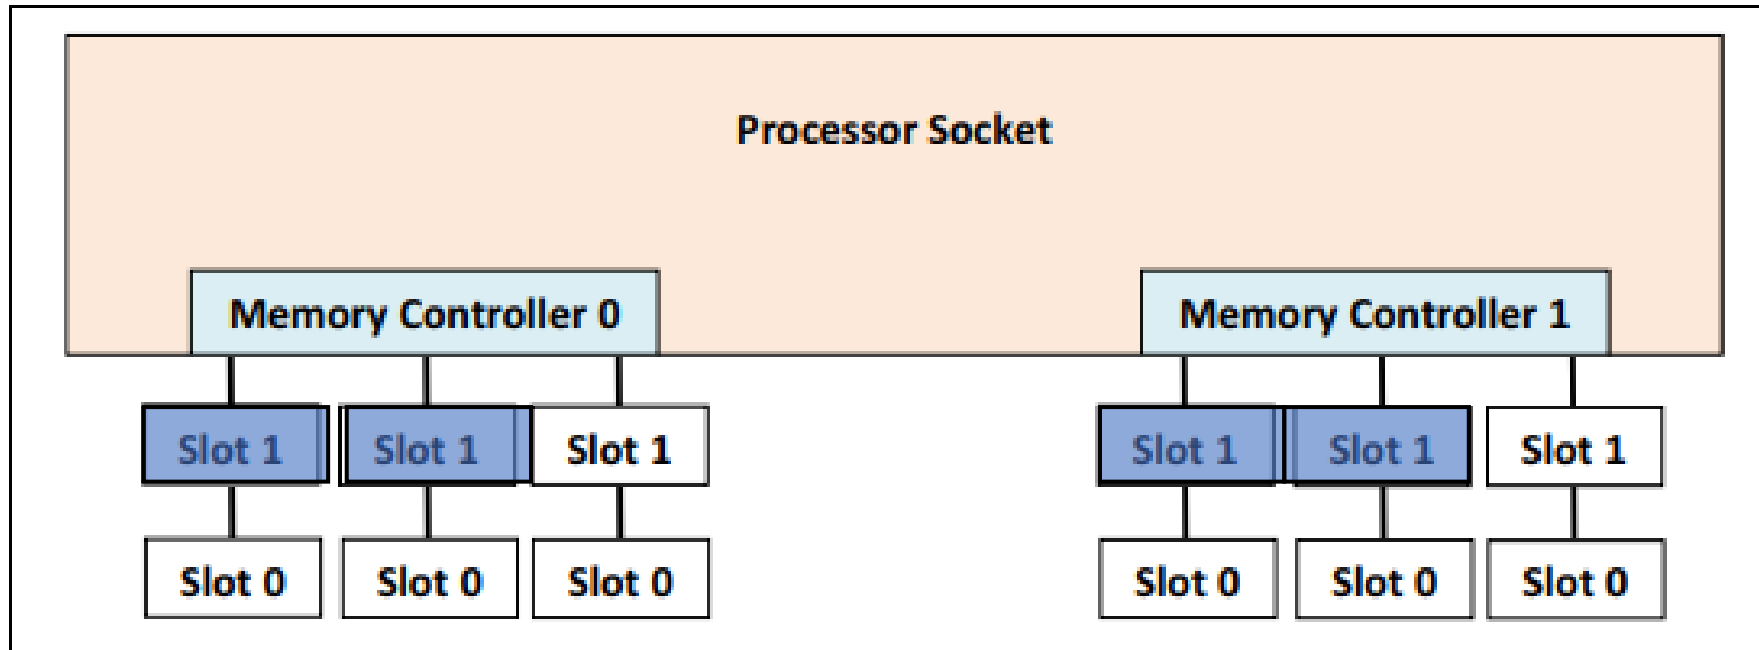 Processor Socket
Memory Controller 0 Memory Controller 1
Slot 1 Slot 1 Slot 1 Slot 1 Slot 1 Slot 1
Slot 0 Slot 0 Slot 0 Slot 0 Slot 0 Slot 0